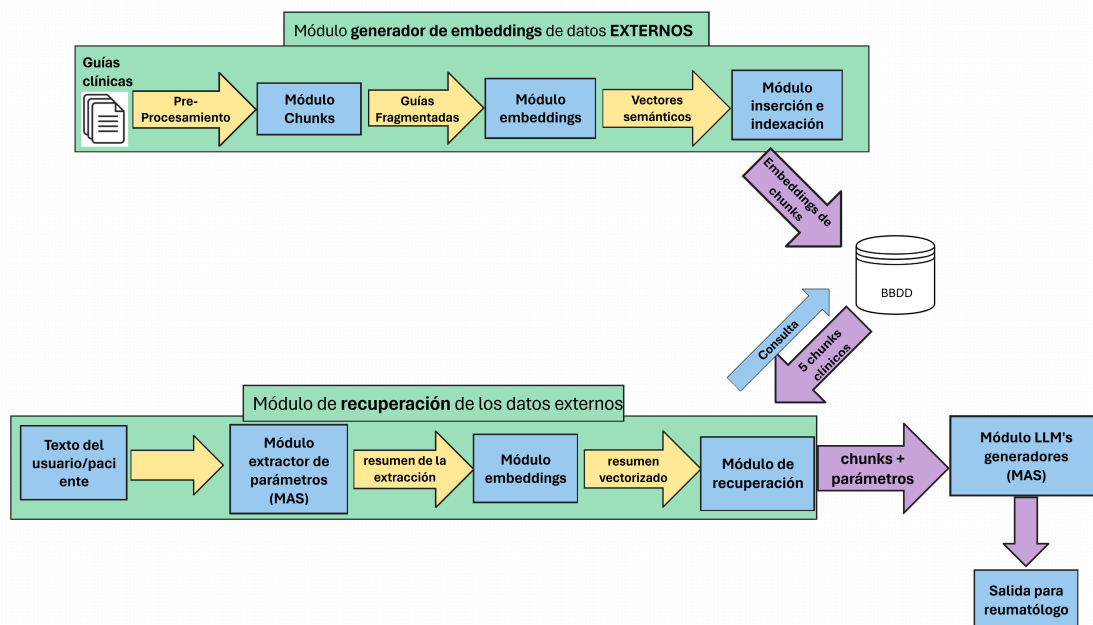 Módulo generador de embeddings de datos EXTERNOS
Guías
clínicas
Pre-
Procesamiento
Módulo
Chunks
Guías
Fragmentadas
Módulo
embeddings
Vectores
semánticos
Módulo
inserción e
indexación
Embeddings de
chunks
BBDD
Consulta
5 chunks
clínicos
Módulo de recuperación de los datos externos
Texto del
usuario/paci
ente
Módulo
extractor de
parámetros
(MAS)
resumen de la
extracción
Módulo
embeddings
resumen
vectorizado
Módulo de
recuperación
chunks +
parámetros
Módulo LLM's
generadores
(MAS)
Salida para
reumatólogo